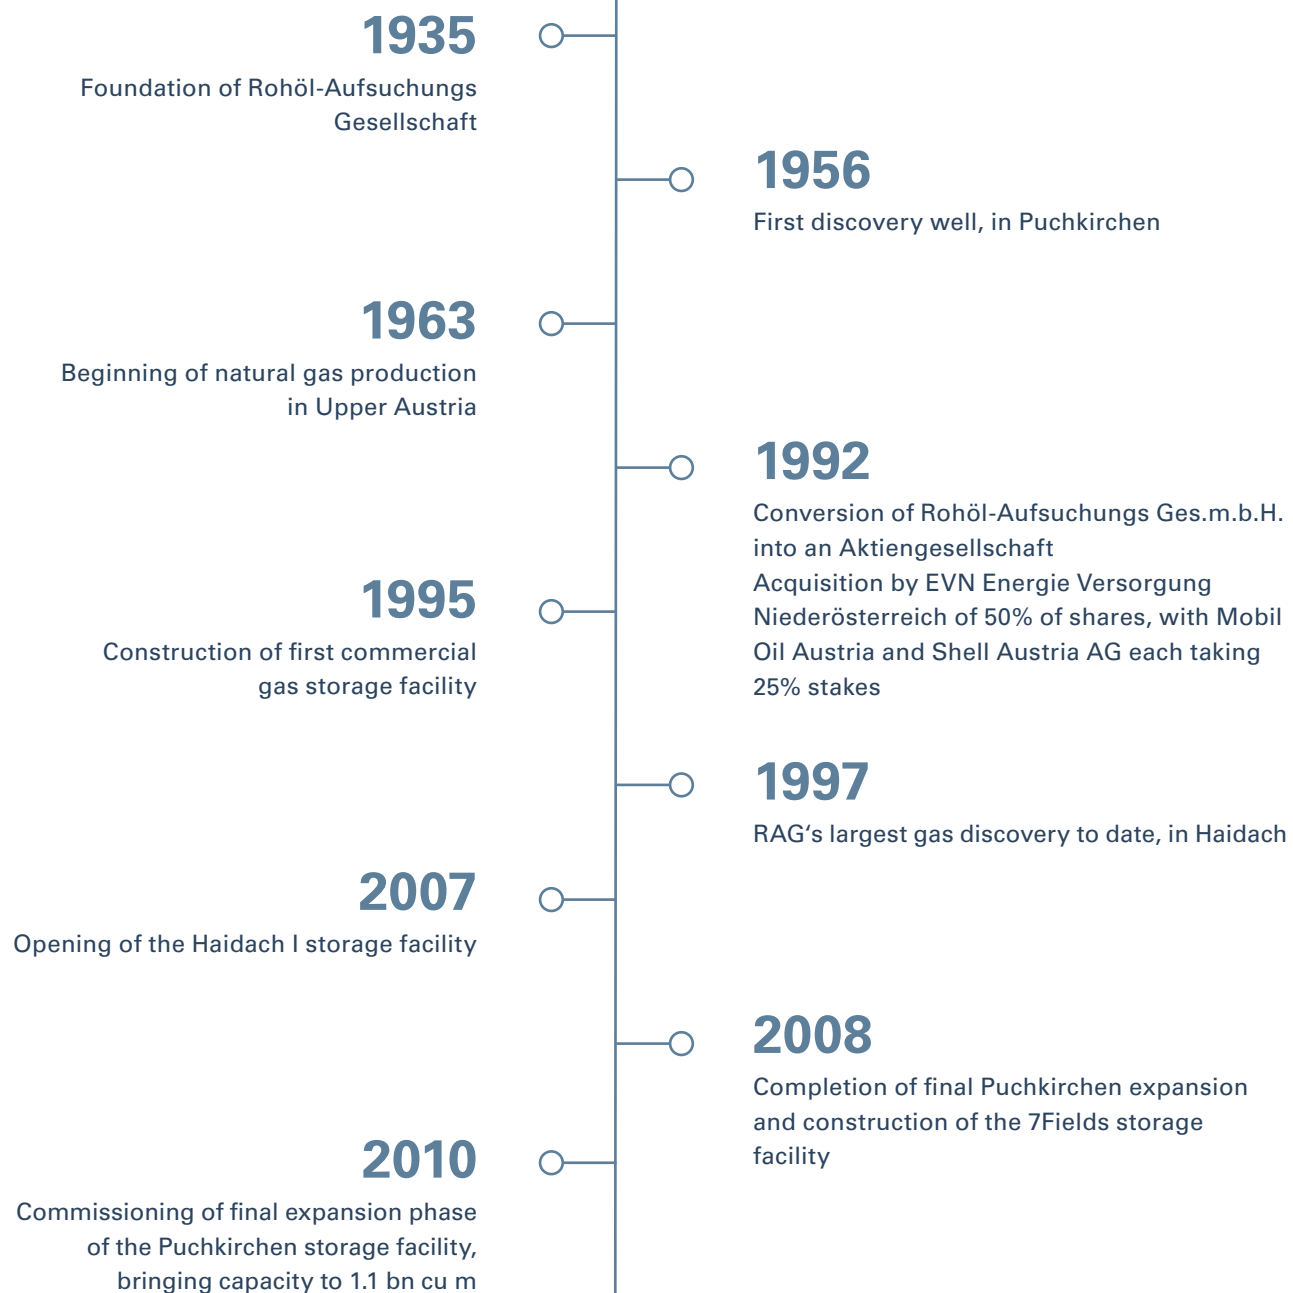 1935
Foundation of Rohöl-Aufsuchungs
Gesellschaft
1956
First discovery well, in Puchkirchen
1963
Beginning of natural gas production
in Upper Austria
1992
Conversion of Rohöl-Aufsuchungs Ges.m.b.H.
into an Aktiengesellschaft
Acquisition by EVN Energie Versorgung
Niederösterreich of 50% of shares, with Mobil
Oil Austria and Shell Austria AG each taking
25% stakes
1995
Construction of first commercial
gas storage facility
1997
RAG‘s largest gas discovery to date, in Haidach
2007
Opening of the Haidach I storage facility
2008
Completion of final Puchkirchen expansion
and construction of the 7Fields storage
facility
2010
Commissioning of final expansion phase
of the Puchkirchen storage facility,
bringing capacity to 1.1 bn cu m